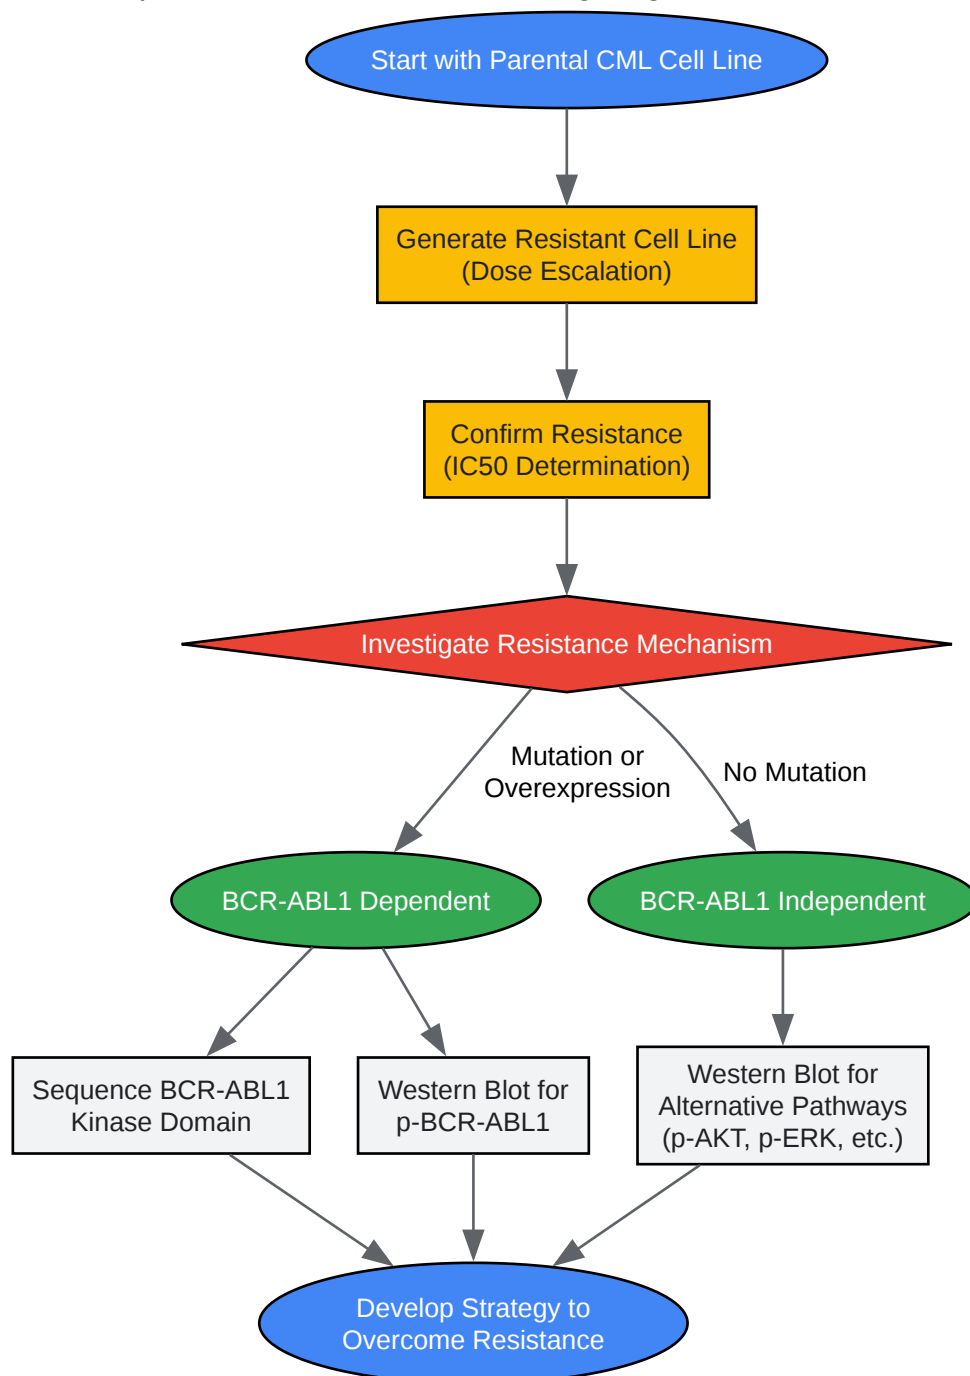 Start with Parental CML Cell Line
Generate Resistant Cell Line
(Dose Escalation)
Confirm Resistance
(IC50 Determination)
Investigate Resistance Mechanism
Mutation or
Overexpression
No Mutation
BCR-ABL1 Dependent
BCR-ABL1 Independent
Sequence BCR-ABL1
Kinase Domain
Western Blot for
p-BCR-ABL1
Western Blot for
Alternative Pathways
(p-AKT, p-ERK, etc.)
Develop Strategy to
Overcome Resistance